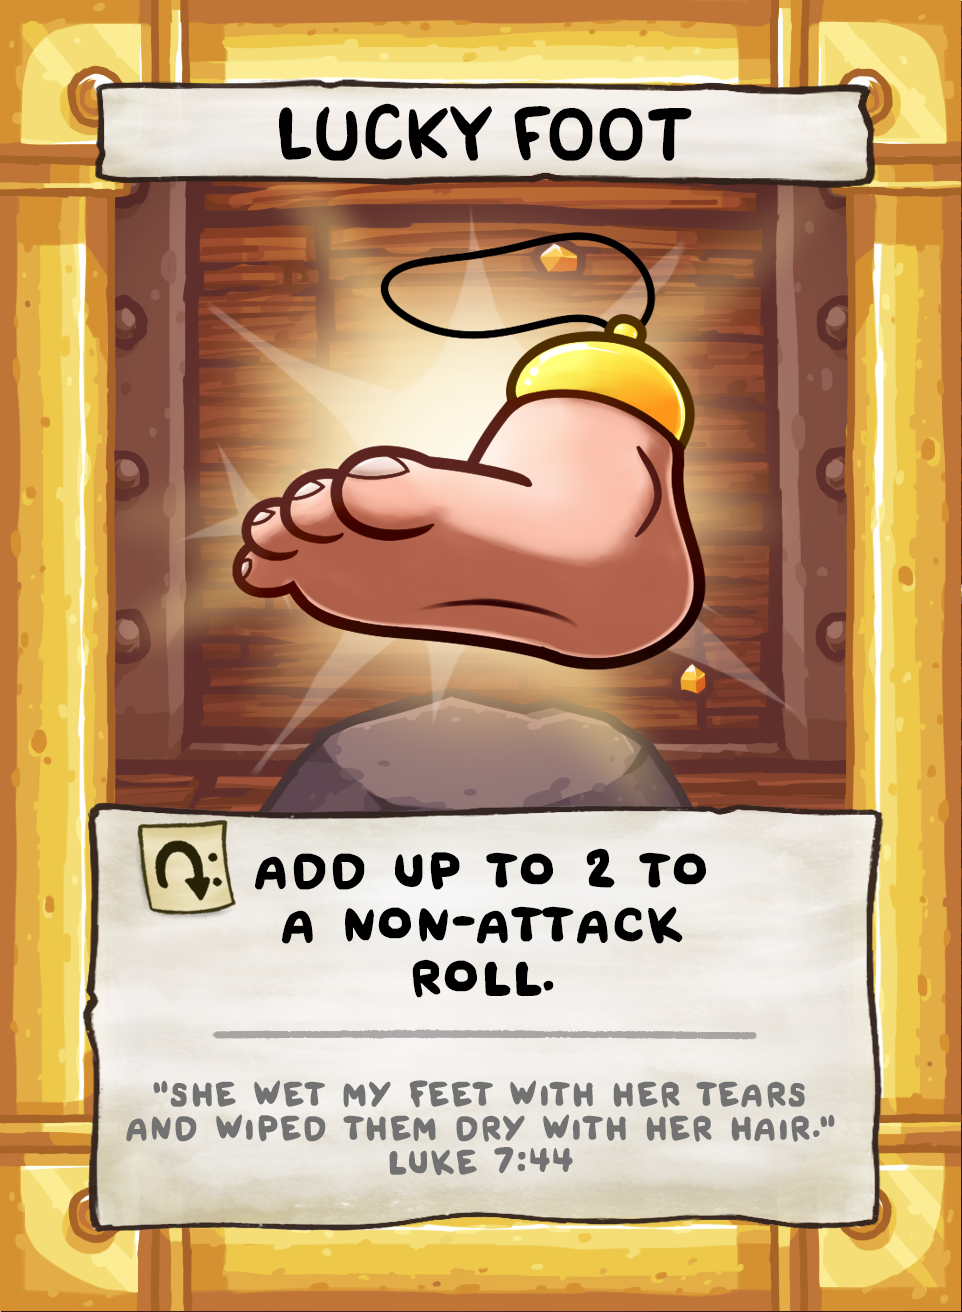 LUCKY FOOT
ADD UP TO 2 TO
A NON-ATTACK
ROLL.
"SHE WET MY FEET WITH HER TEARS
AND WIPED THEM DRY WITH HER HAIR."
LUKE 7:44